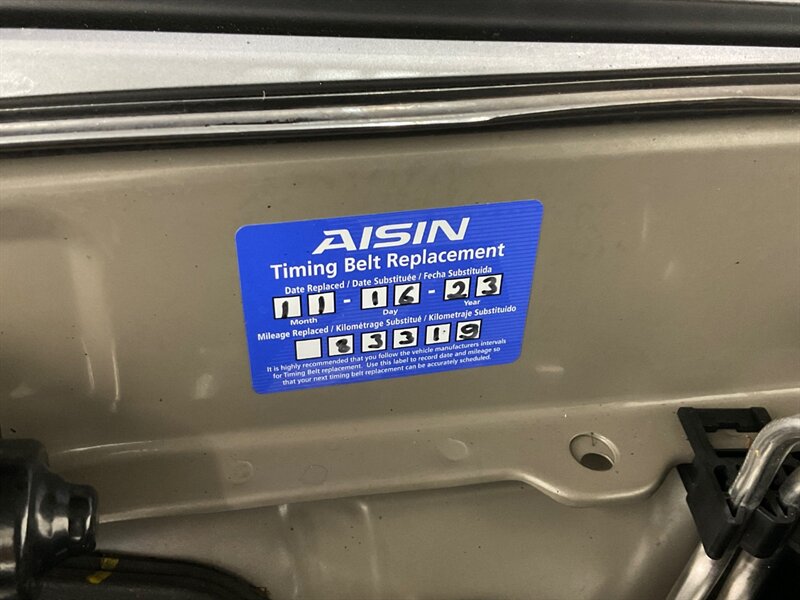 AISIN
Timing Belt Replacement
Date Replaced / Date Substituée / Fecha Substituida
11-16-23
Month Day Year
Mileage Replaced / Kilométrage Substitué / Kilometraje Substituido
83319
It is highly recommended that you follow the vehicle manufacturers intervals
for Timing Belt replacement. Use this label to record date and mileage so
that your next timing belt replacement can be accurately scheduled.